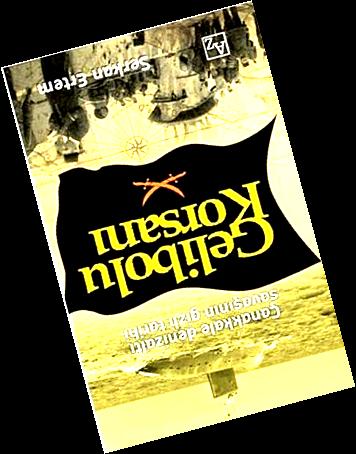 Çanakkale denizaltı
savaşının gizli tarihi
Gelibolu
Korsanı
Serkan Ertem
AZ